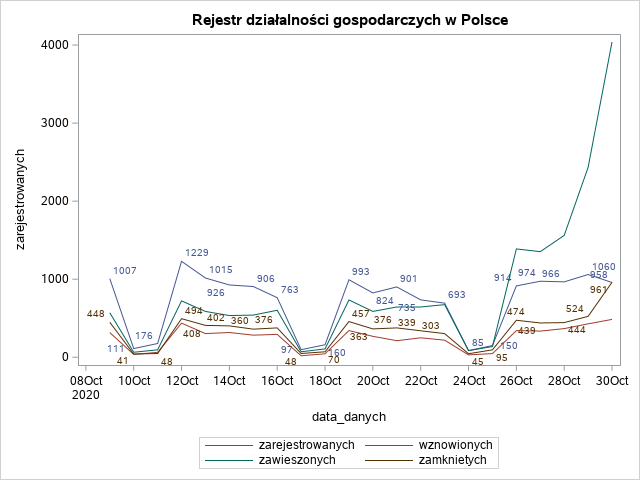 Rejestr działalności gospodarczych w Polsce
zarejestrowanych
4000
3000
2000
1000
0
1007
448
111
41
176
48
1229
494
408
1015
402
926
360
906
376
763
97
48
160
70
993
457
363
824
376
901
339
735
303
693
85
45
150
95
914
474
974
439
966
444
1060
524
958
961
08Oct
2020
10Oct
12Oct
14Oct
16Oct
18Oct
20Oct
22Oct
24Oct
26Oct
28Oct
30Oct
data_danych
zarejestrowanych
wznowionych
zawieszonych
zamknietych